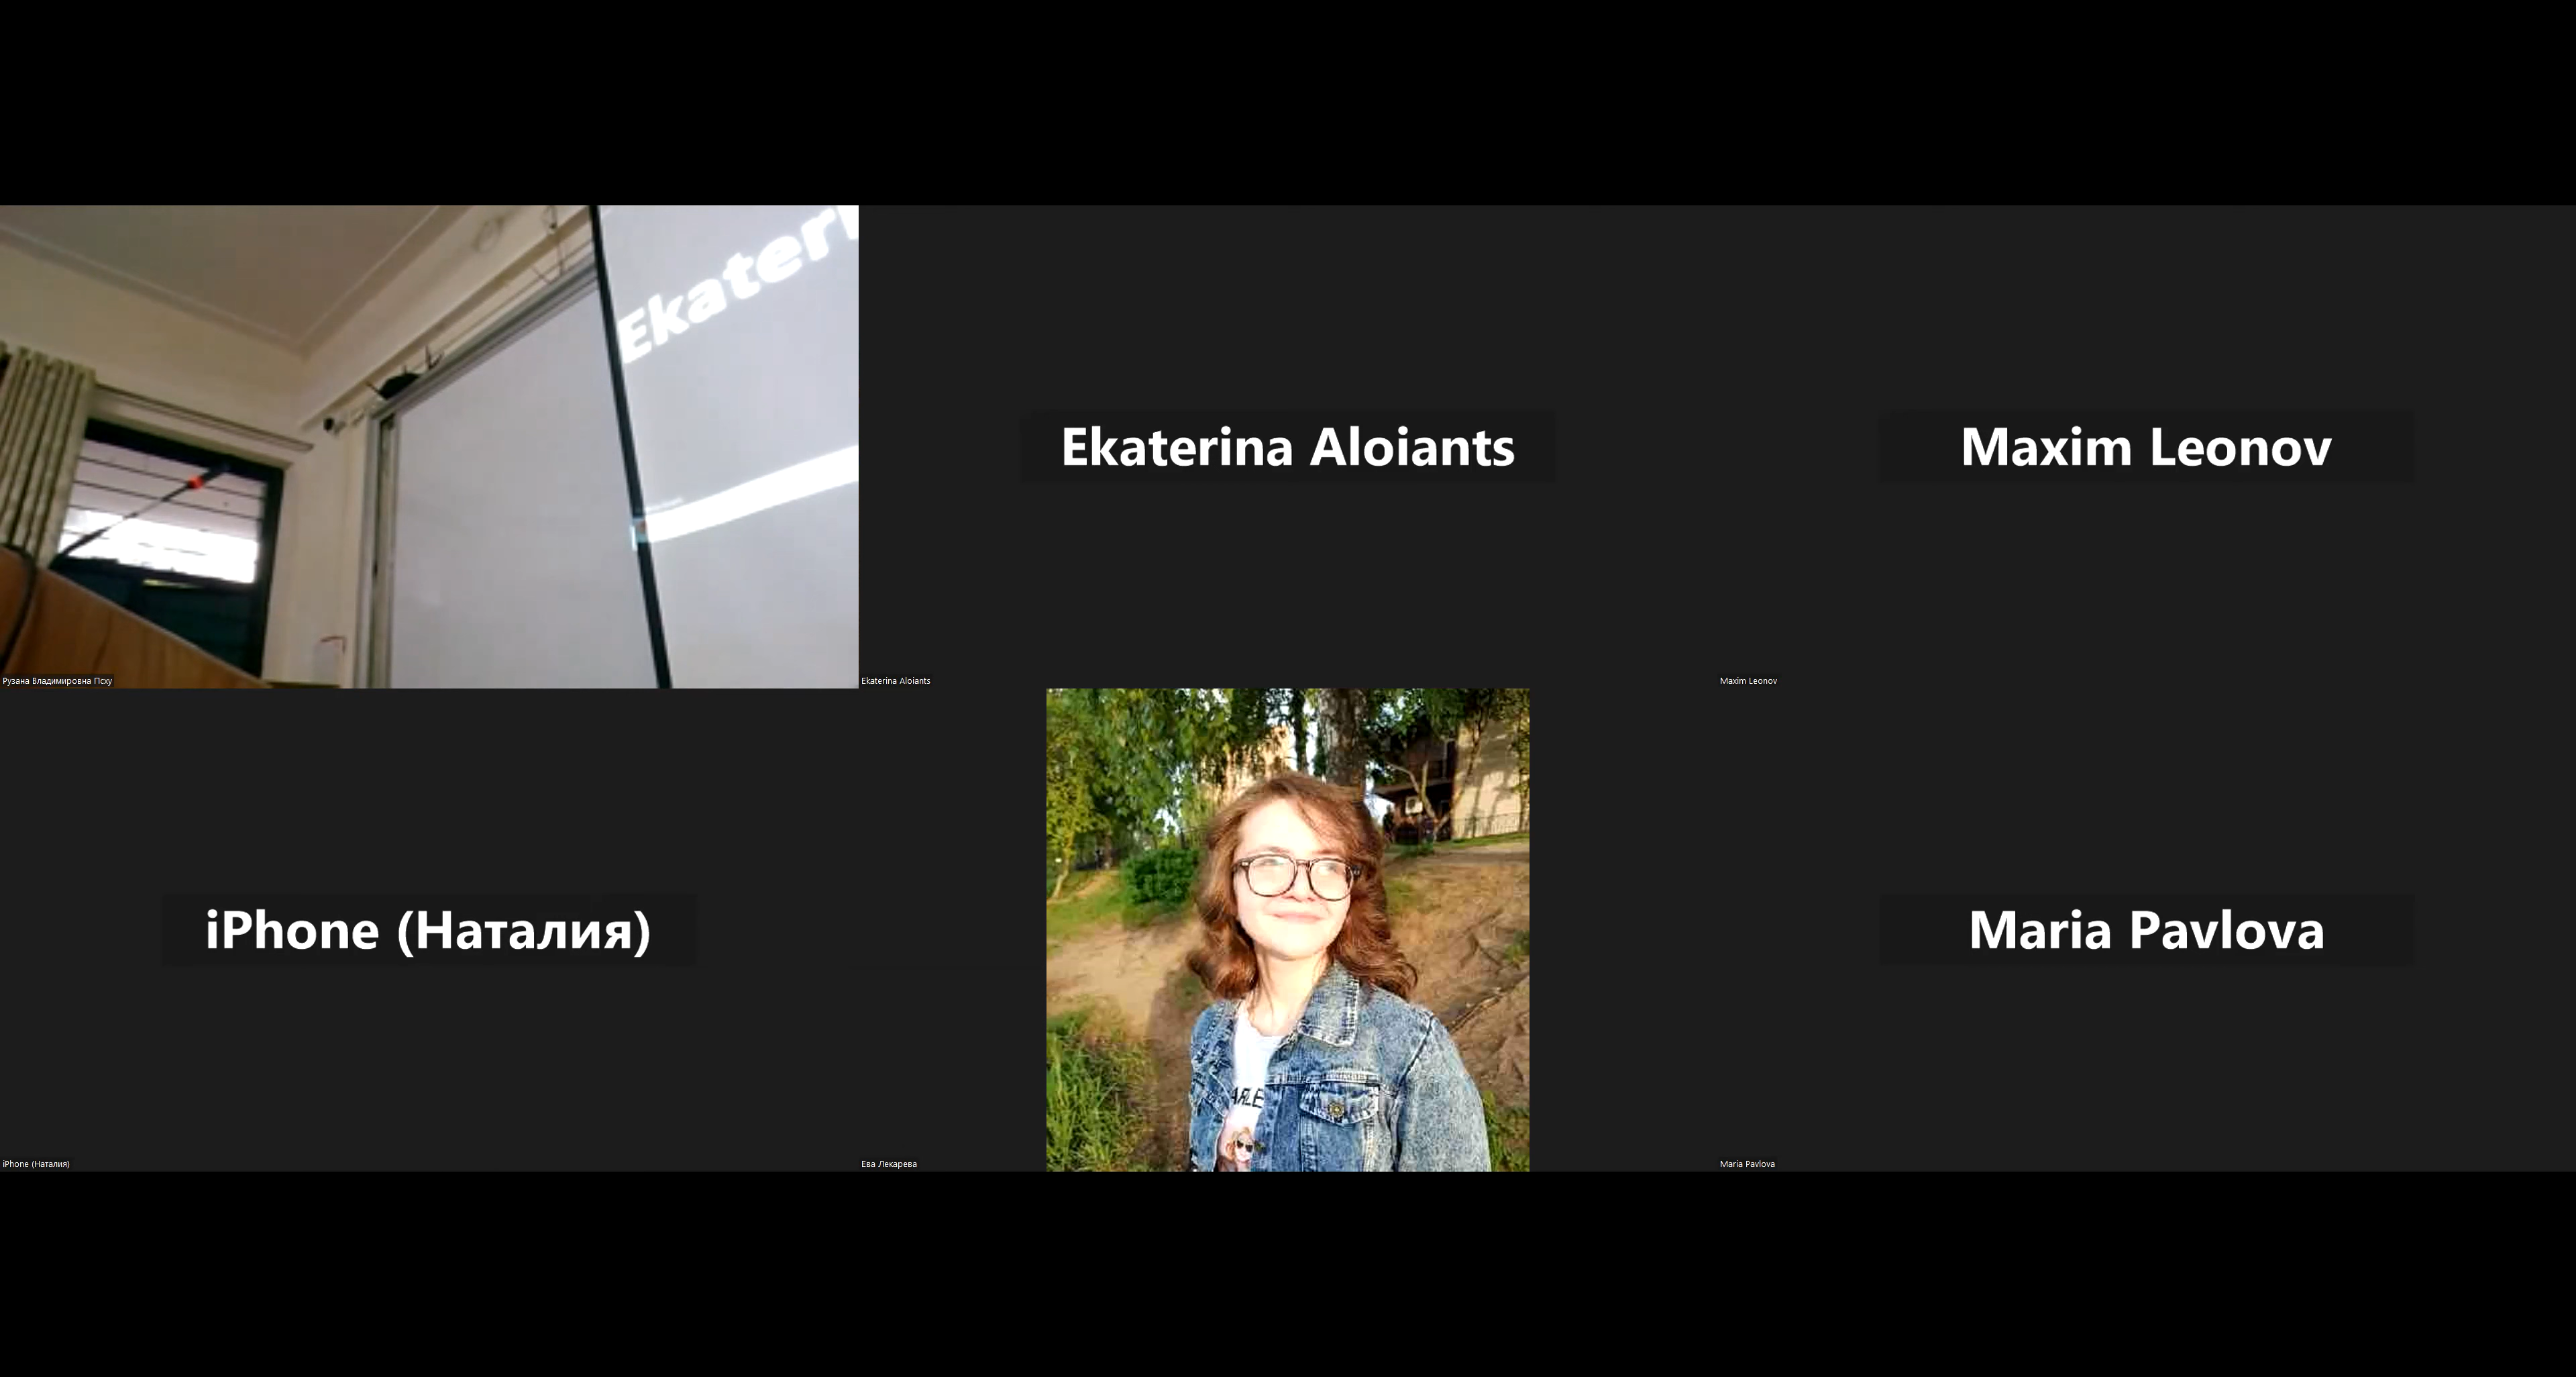 Ekateri
Рузана Владимировна Псху
Ekaterina Aloiants
Ekaterina Aloiants
Maxim Leonov
Maxim Leonov
iPhone (Наталия)
iPhone (Наталия)
ARLE
Ева Лекарева
Maria Pavlova
Maria Pavlova